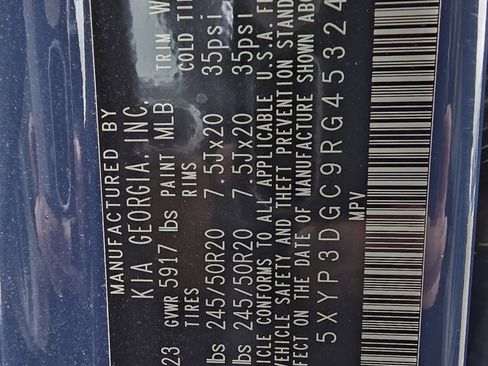 MANUFACTURED BY
KIA GEORGIA, INC.
23 GVWR 5917 lbs PAINT MLB TRIM W
TIRES RIMS COLD TI
lbs 245/50R20 7.5Jx20 35psi
lbs 245/50R20 7.5Jx20 35psi
ICLE CONFORMS TO ALL APPLICABLE U.S.A.
VEHICLE SAFETY AND THEFT PREVENTION STAND
FFECT ON THE DATE OF MANUFACTURE SHOWN ABOV
5XYP3DGC9RG45324
MPV